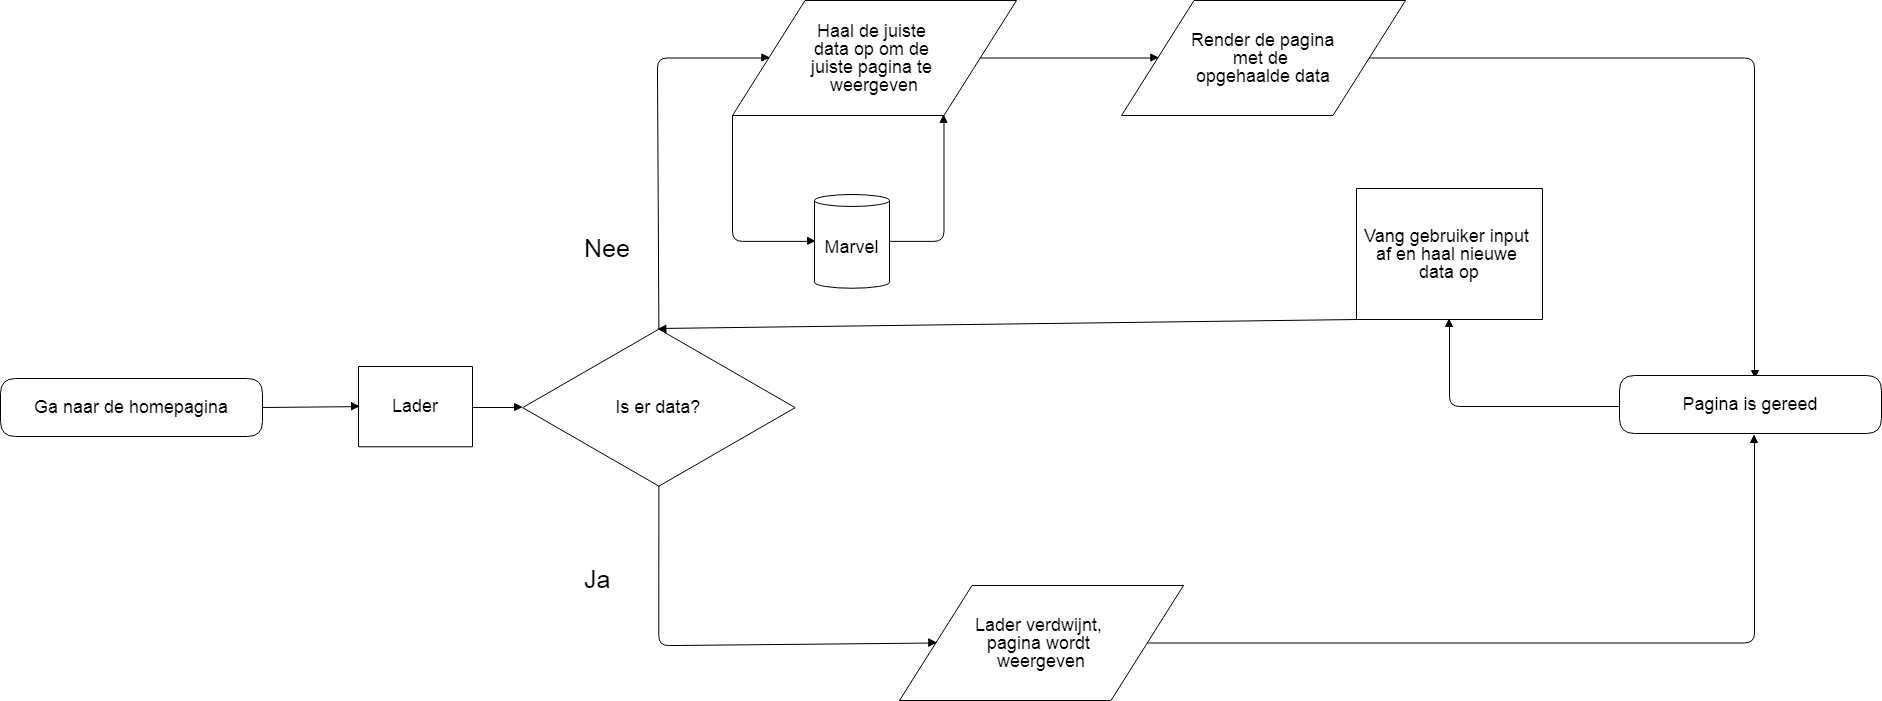 Haal de juiste
data op om de
juiste pagina te
weergeven
Render de pagina
met de
opgehaalde data
Nee
Marvel
Vang gebruiker input
af en haal nieuwe
data op
Ga naar de homepagina
Lader
Is er data?
Pagina is gereed
Ja
Lader verdwijnt,
pagina wordt
weergeven